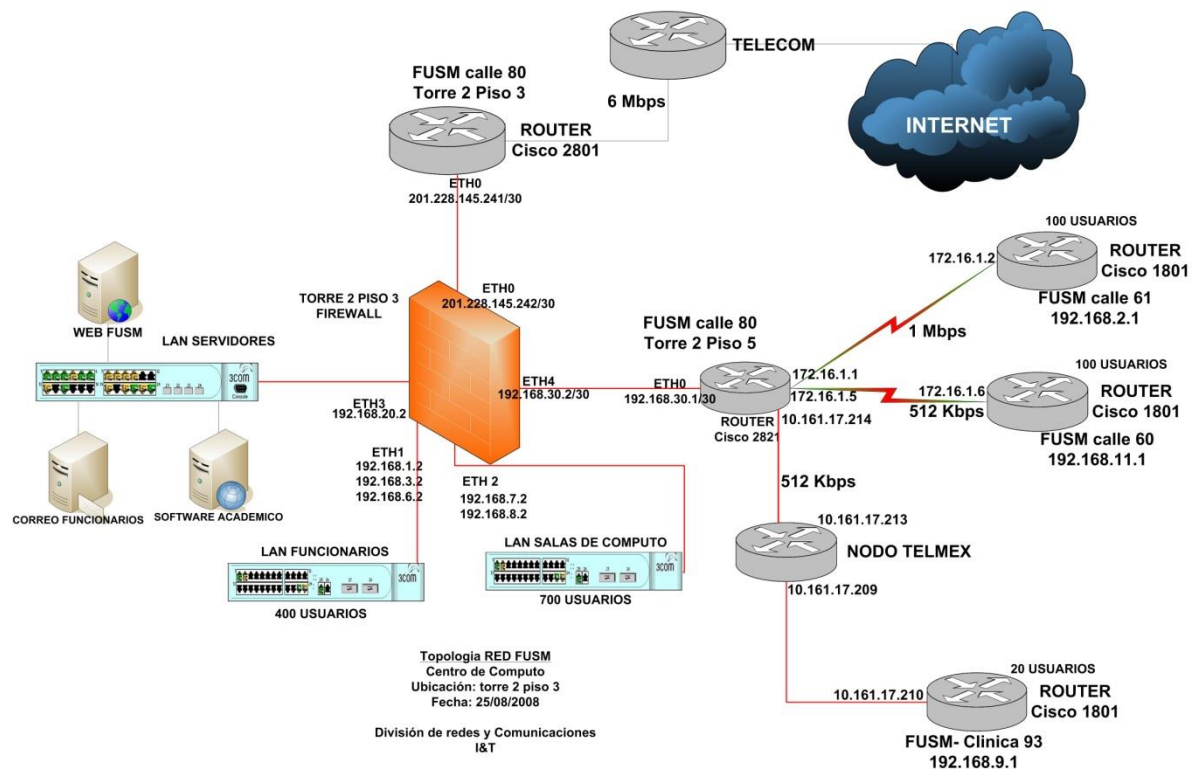 TELECOM
FUSM calle 80
Torre 2 Piso 3
6 Mbps
ROUTER
Cisco 2801
INTERNET
ETH0
201.228.145.241/30
100 USUARIOS
172.16.1.2
ROUTER
Cisco 1801
FUSM calle 61
192.168.2.1
1 Mbps
TORRE 2 PISO 3
FIREWALL
ETH0
201.228.145.242/30
WEB FUSM
LAN SERVIDORES
3com
Console
FUSM calle 80
Torre 2 Piso 5
ETH4
192.168.30.2/30
ETH0
192.168.30.1/30
172.16.1.1
172.16.1.5
10.161.17.214
ROUTER
Cisco 2821
100 USUARIOS
172.16.1.6
512 Kbps
ROUTER
Cisco 1801
FUSM calle 60
192.168.11.1
ETH3
192.168.20.2
ETH1
192.168.1.2
192.168.3.2
192.168.6.2
ETH 2
192.168.7.2
192.168.8.2
512 Kbps
CORREO FUNCIONARIOS
SOFTWARE ACADEMICO
10.161.17.213
NODO TELMEX
10.161.17.209
LAN FUNCIONARIOS
3com
400 USUARIOS
LAN SALAS DE COMPUTO
3com
700 USUARIOS
Topologia RED FUSM
Centro de Computo
Ubicación: torre 2 piso 3
Fecha: 25/08/2008
División de redes y Comunicaciones
I&T
20 USUARIOS
10.161.17.210
ROUTER
Cisco 1801
FUSM- Clinica 93
192.168.9.1